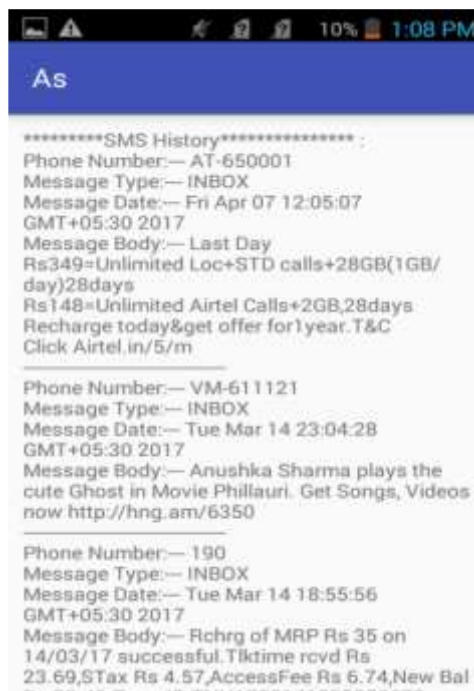 10% 1:08 PM
As
*********SMS History*************** :
Phone Number:— AT-650001
Message Type:— INBOX
Message Date:— Fri Apr 07 12:05:07
GMT+05:30 2017
Message Body:— Last Day
Rs349=Unlimited Loc+STD calls+28GB(1GB/
day)28days
Rs148=Unlimited Airtel Calls+2GB,28days
Recharge today&get offer for1year.T&C
Click Airtel.in/5/m
Phone Number:— VM-611121
Message Type:— INBOX
Message Date:— Tue Mar 14 23:04:28
GMT+05:30 2017
Message Body:— Anushka Sharma plays the
cute Ghost in Movie Phillauri. Get Songs, Videos
now http://hng.am/6350
Phone Number:— 190
Message Type:— INBOX
Message Date:— Tue Mar 14 18:55:56
GMT+05:30 2017
Message Body:— Rchrg of MRP Rs 35 on
14/03/17 successful.Tlktime rcvd Rs
23.69,STax Rs 4.57,AccessFee Rs 6.74,New Bal